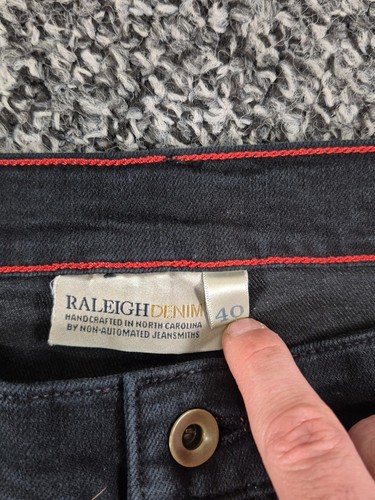 RALEIGHDENIM
HANDCRAFTED IN NORTH CAROLINA
BY NON-AUTOMATED JEANSMITHS
40